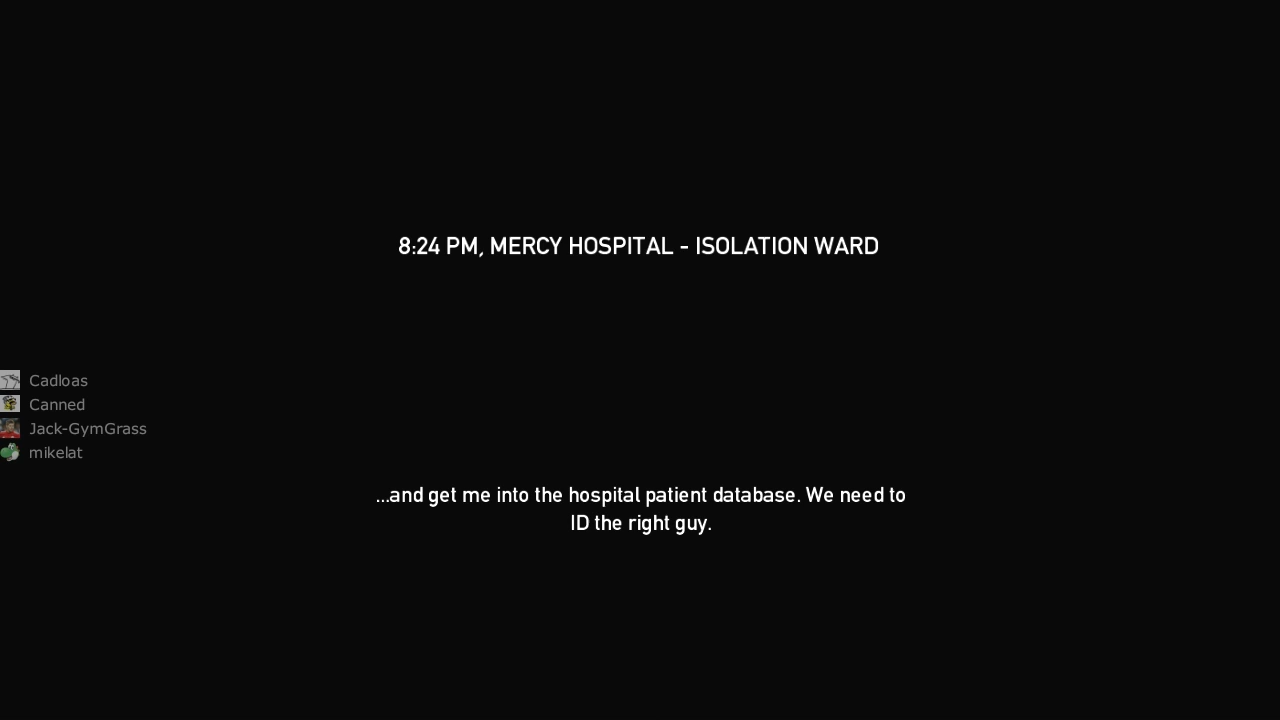 8:24 PM, MERCY HOSPITAL - ISOLATION WARD
Cadloas
Canned
Jack-GymGrass
mikelat
...and get me into the hospital patient database. We need to
ID the right guy.